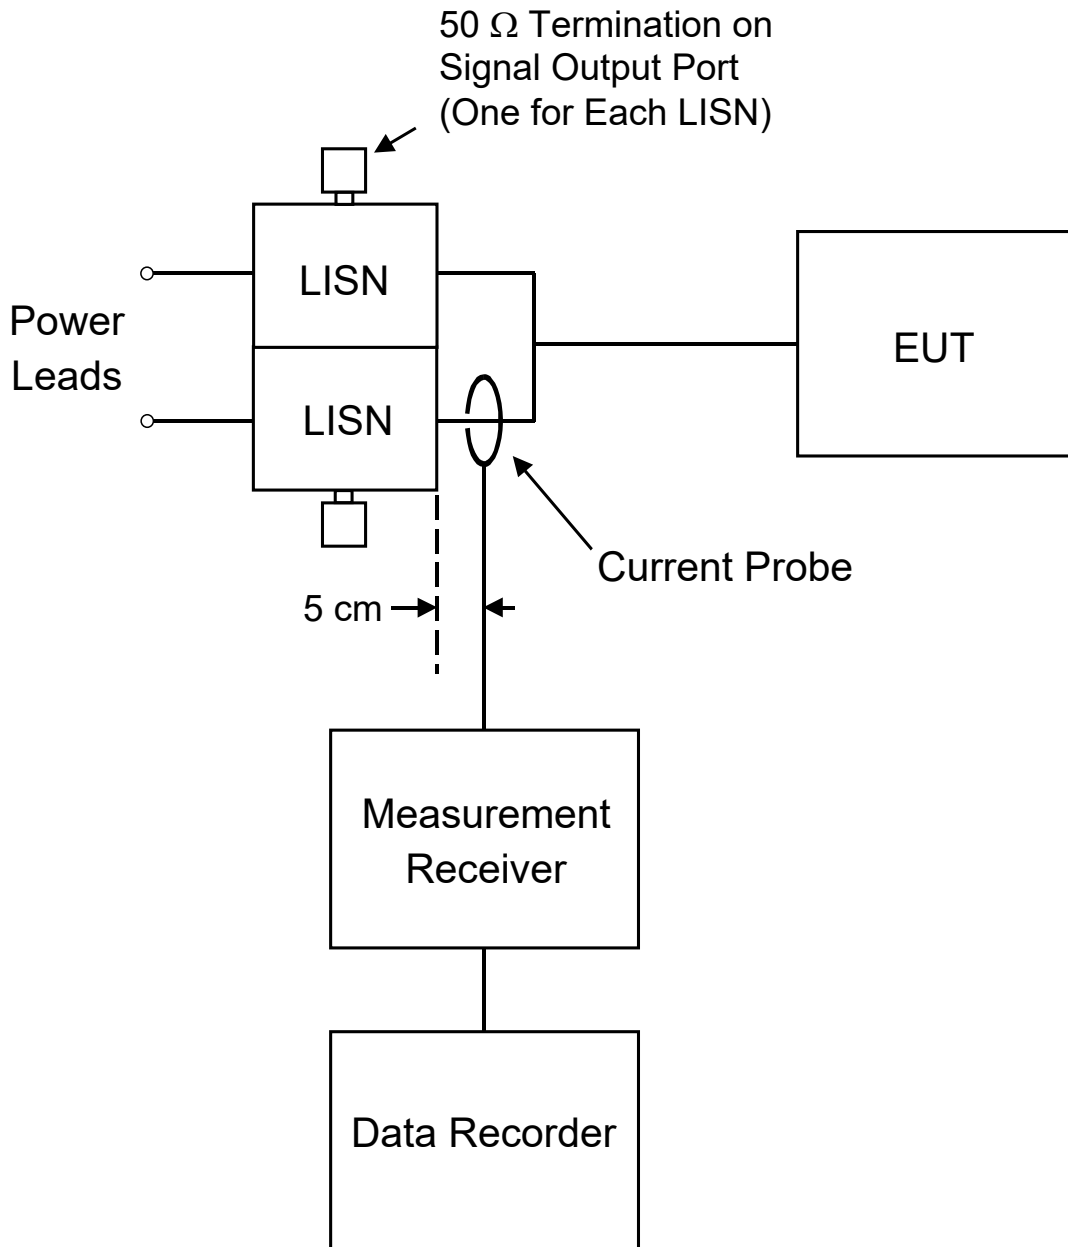 50 Ω Termination on
Signal Output Port
(One for Each LISN)
LISN
Power
Leads
EUT
LISN
Current Probe
5 cm
Measurement
Receiver
Data Recorder